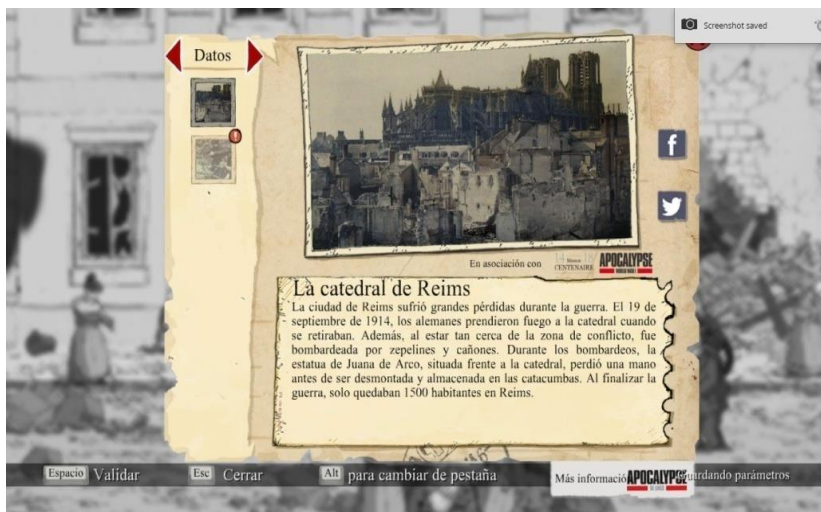 Screenshot saved
Datos
En asociación con
CENTENAIRE
APOCALYPSE
La catedral de Reims
La ciudad de Reims sufrió grandes pérdidas durante la guerra. El 19 de
septiembre de 1914, los alemanes prendieron fuego a la catedral cuando
se retiraban. Además, al estar tan cerca de la zona de conflicto, fue
bombardeada por zepelines y cañones. Durante los bombardeos, la
estatua de Juana de Arco, situada frente a la catedral, perdió una mano
antes de ser desmontada y almacenada en las catacumbas. Al finalizar la
guerra, solo quedaban 1500 habitantes en Reims.
Espacio Validar
Esc Cerrar
Alt para cambiar de pestaña
Más informació
APOCALYPSE
uardando parámetros